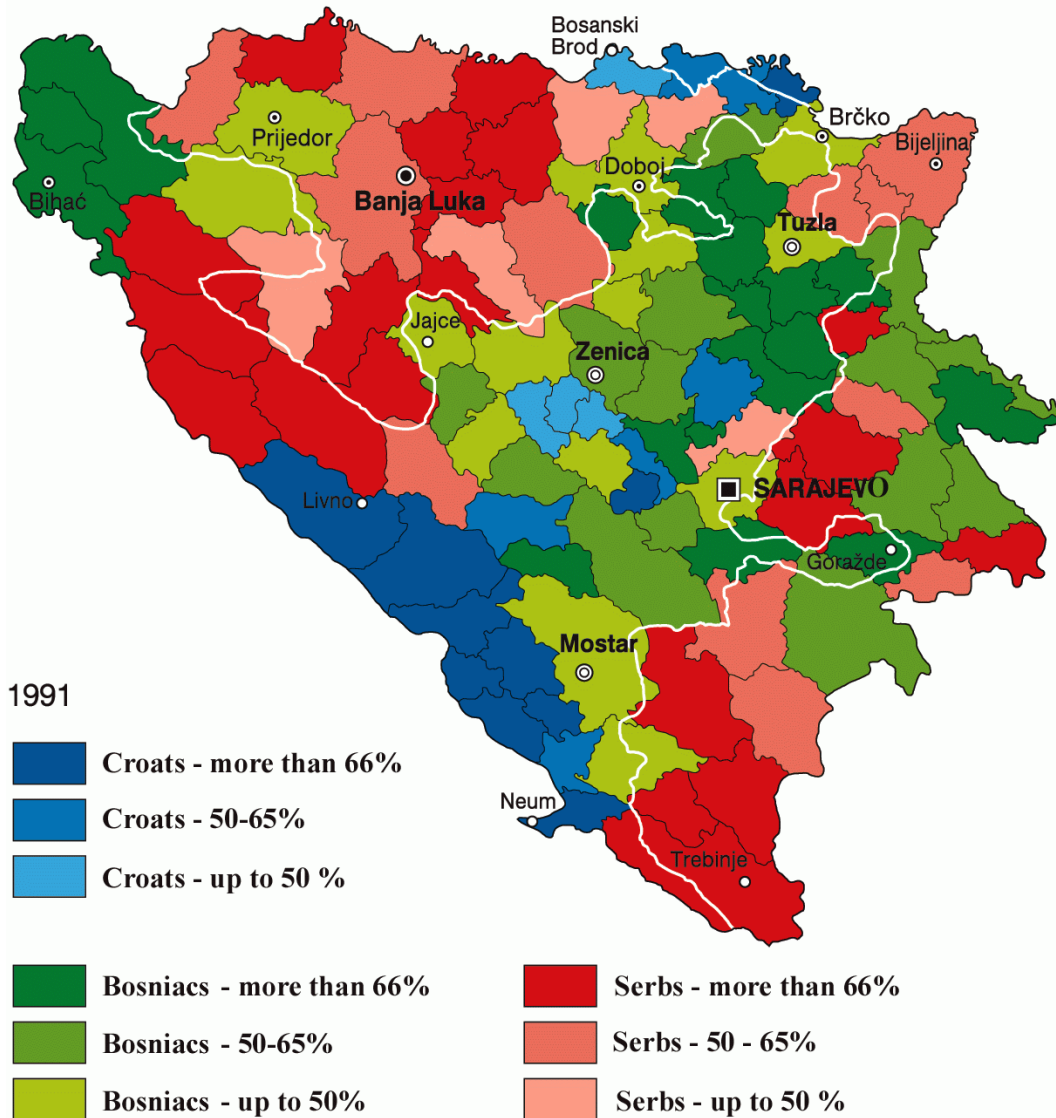 Bosanski
Brod
Brčko
Prijedor
Bijeljina
Doboj
Bihać
Banja Luka
Tuzla
Jajce
Zenica
Livno
SARAJEVO
Goražde
Mostar
1991
Croats - more than 66%
Neum
Croats - 50-65%
Trebinje
Croats - up to 50 %
Bosniacs - more than 66%
Serbs - more than 66%
Bosniacs - 50-65%
Serbs - 50 - 65%
Bosniacs - up to 50%
Serbs - up to 50 %